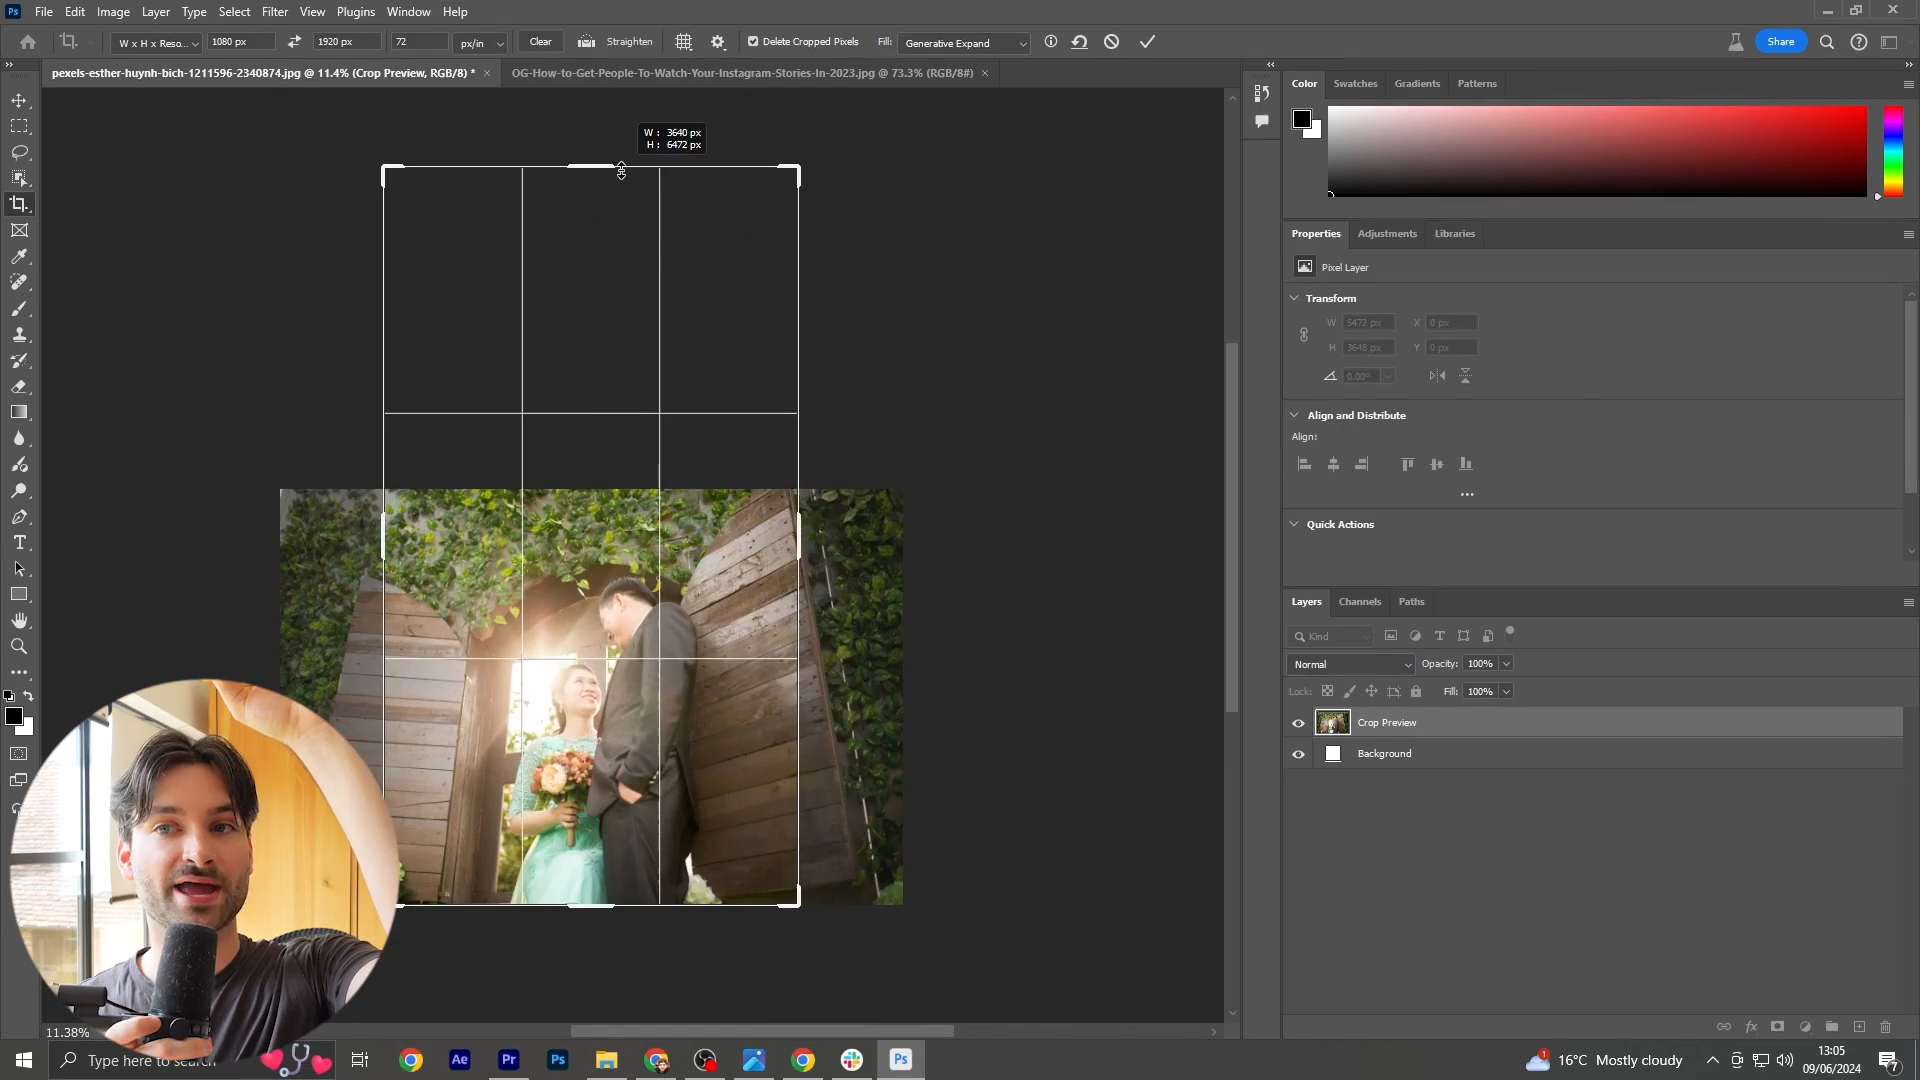 File Edit Image Layer Type Select Filter View Plugins Window Help
W x H x Reso... 1080 px 1920 px 72 px/in Clear Straighten Delete Cropped Pixels Fill: Generative Expand Share
pexels-esther-huynh-bich-1211596-2340874.jpg @ 11.4% (Crop Preview, RGB/8) * OG-How-to-Get-People-To-Watch-Your-Instagram-Stories-In-2023.jpg @ 73.3% (RGB/8#)
Color Swatches Gradients Patterns
W : 3640 px
H : 6472 px
Properties Adjustments Libraries
Pixel Layer
Transform
W 5472 px X 0 px
H 3648 px Y 0 px
0.00°
Align and Distribute
Align:
Quick Actions
Layers Channels Paths
Kind
Normal Opacity: 100%
Lock: Fill: 100%
Crop Preview
Background
11.38%
Type here to search
Ae Pr Ps Ps
1 16°C Mostly cloudy
13:05
09/06/2024
7